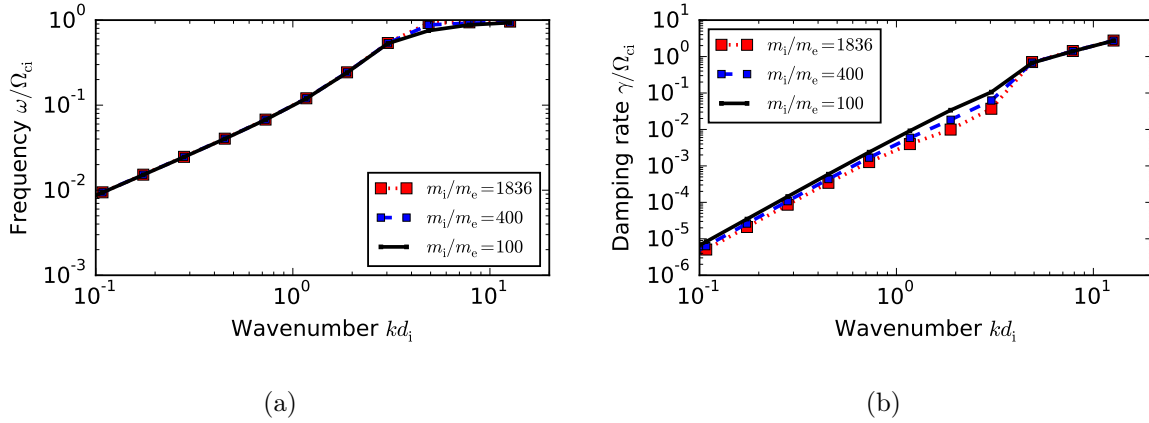 Frequency ω/Ω_ci
10^0
10^-1
10^-2
10^-3
m_i/m_e=1836
m_i/m_e=400
m_i/m_e=100
10^-1 10^0 10^1
Wavenumber kd_i
(a)
Damping rate γ/Ω_ci
10^1
10^0
10^-1
10^-2
10^-3
10^-4
10^-5
10^-6
m_i/m_e=1836
m_i/m_e=400
m_i/m_e=100
10^-1 10^0 10^1
Wavenumber kd_i
(b)